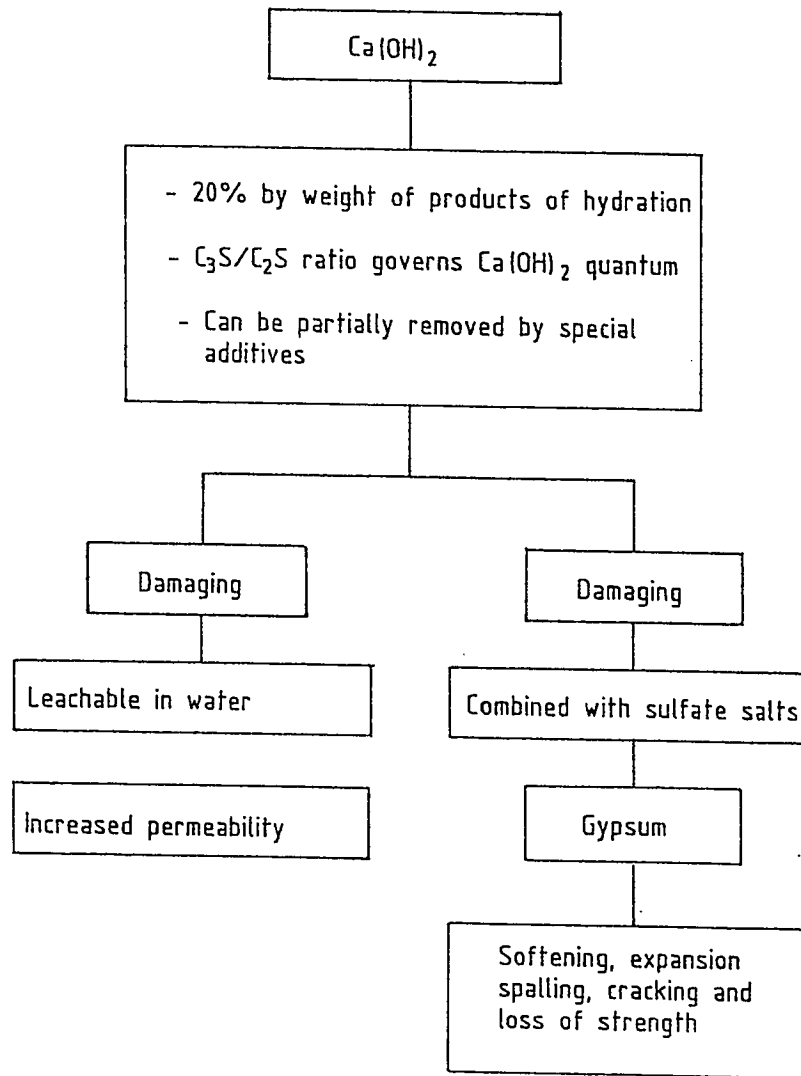 Ca(OH)₂
- 20% by weight of products of hydration
- C₃S/C₂S ratio governs Ca(OH)₂ quantum
- Can be partially removed by special
additives
Damaging
Damaging
Leachable in water
Combined with sulfate salts
Increased permeability
Gypsum
Softening, expansion
spalling, cracking and
loss of strength